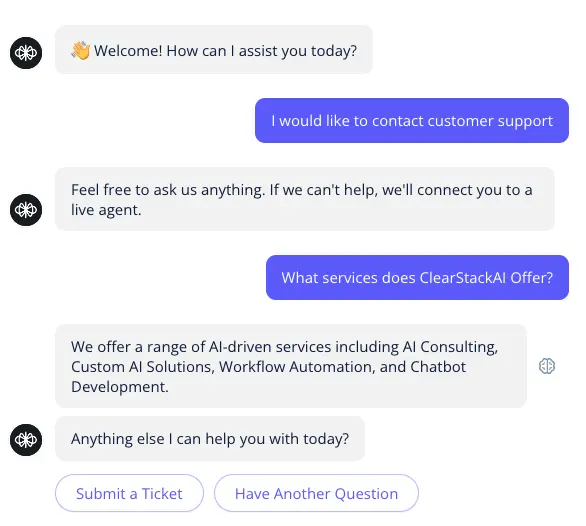 👋 Welcome! How can I assist you today?
I would like to contact customer support
Feel free to ask us anything. If we can't help, we'll connect you to a
live agent.
What services does ClearStackAI Offer?
We offer a range of AI-driven services including AI Consulting,
Custom AI Solutions, Workflow Automation, and Chatbot
Development.
Anything else I can help you with today?
Submit a Ticket
Have Another Question